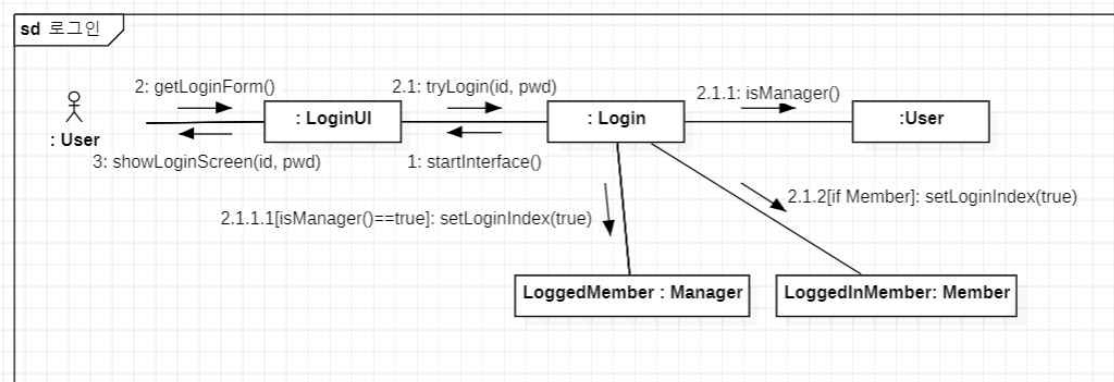 sd 로그인
2: getLoginForm()
2.1: tryLogin(id, pwd)
2.1.1: isManager()
: LoginUI
: Login
:User
: User
3: showLoginScreen(id, pwd)
1: startInterface()
2.1.2[if Member]: setLoginIndex(true)
2.1.1.1[isManager()==true]: setLoginIndex(true)
LoggedMember : Manager
LoggedInMember: Member